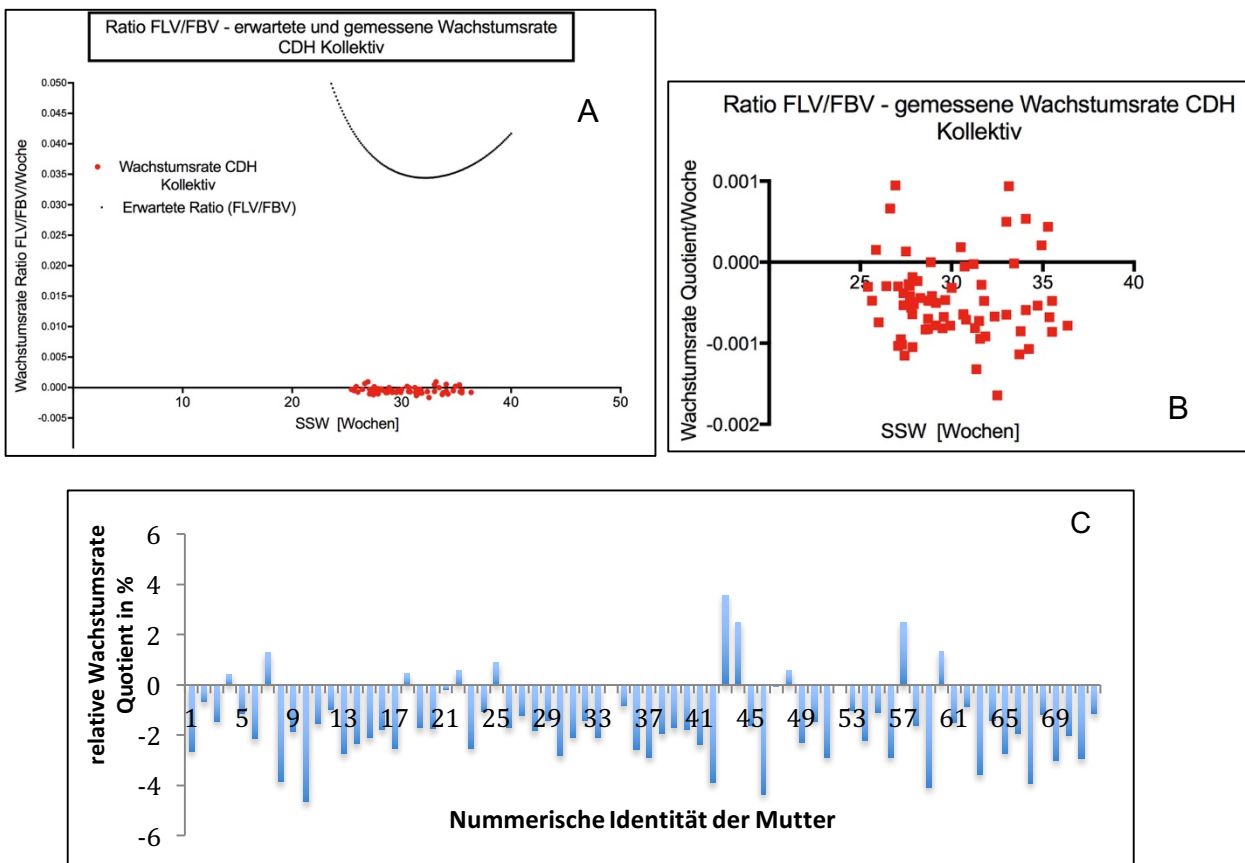 Ratio FLV/FBV - erwartete und gemessene Wachstumsrate
CDH Kollektiv
A
Wachstumsrate Ratio FLV/FBV/Woche
0.050
0.045
0.040
0.035
0.030
0.025
0.020
0.015
0.010
0.005
0.000
-0.005
Wachstumsrate CDH
Kollektiv
Erwartete Ratio (FLV/FBV)
10
20
30
40
50
SSW [Wochen]
Ratio FLV/FBV - gemessene Wachstumsrate CDH
Kollektiv
Wachstumsrate Quotient/Woche
0.001
0.000
-0.001
-0.002
25
30
35
40
SSW [Wochen]
B
C
relative Wachstumsrate
Quotient in %
6
4
2
0
-2
-4
-6
1 5 9 13 17 21 25 29 33 37 41 45 49 53 57 61 65 69
Nummerische Identität der Mutter